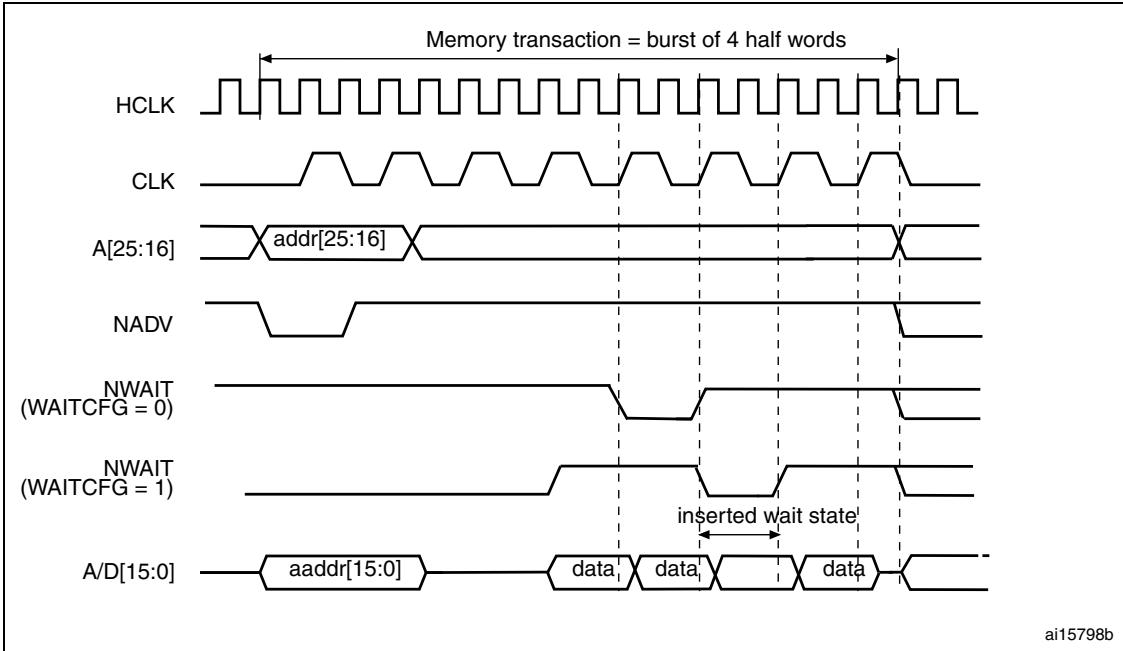 Memory transaction = burst of 4 half words
HCLK
CLK
A[25:16]
addr[25:16]
NADV
NWAIT
(WAITCFG = 0)
NWAIT
(WAITCFG = 1)
inserted wait state
A/D[15:0]
aaddr[15:0]
data
data
data
ai15798b